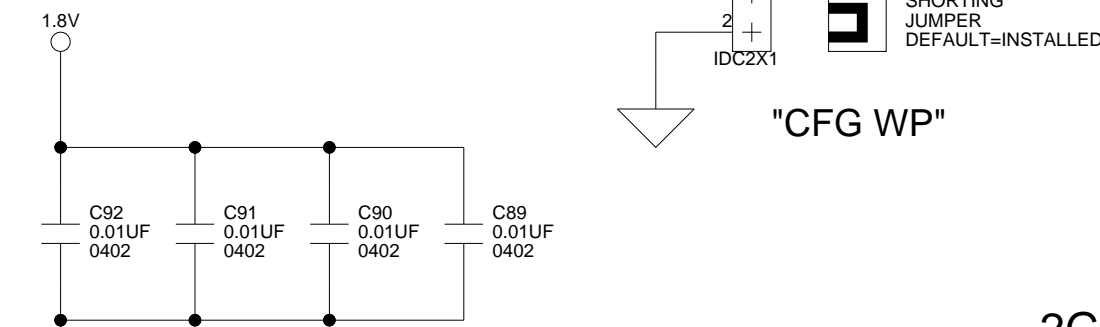 1.8V
SHORTING
JUMPER
DEFAULT=INSTALLED
2
IDC2X1
"CFG WP"
C92
0.01UF
0402
C91
0.01UF
0402
C90
0.01UF
0402
C89
0.01UF
0402